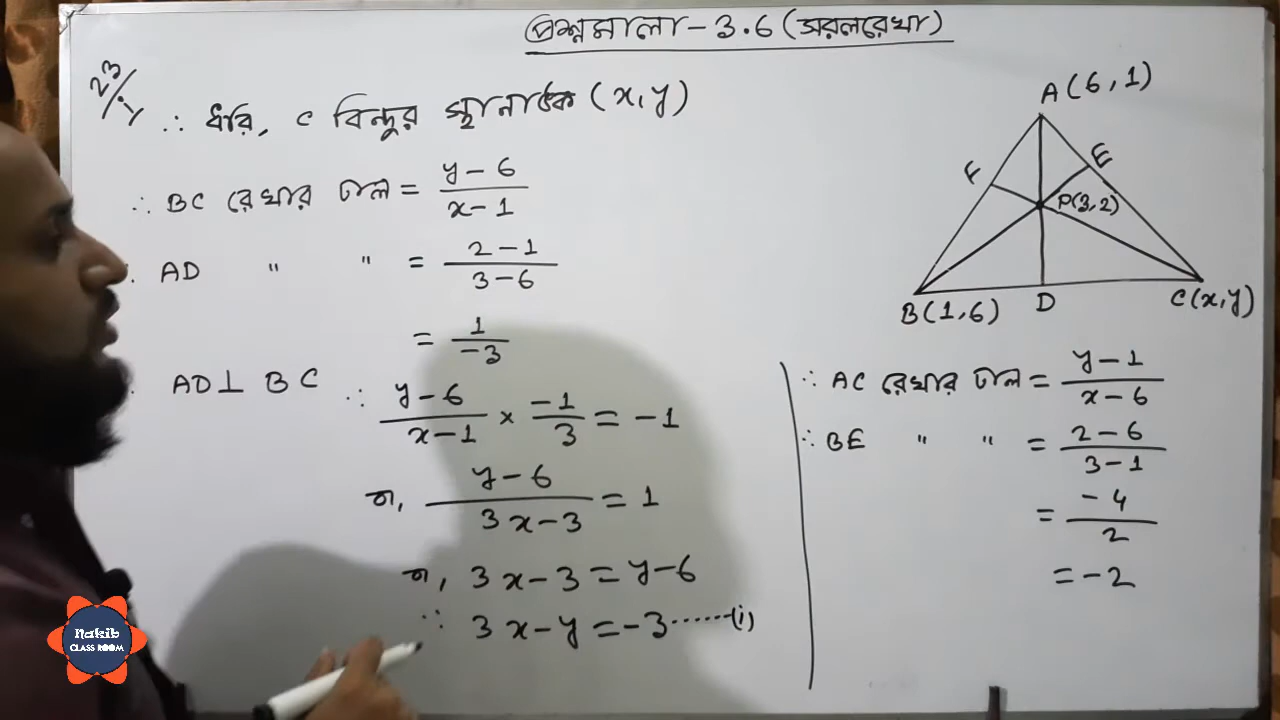 প্রশ্নমালা - 3.6 (সরলরেখা)
23/
∴ ধরি, C বিন্দুর স্থানাঙ্ক (x, y)
∴ BC রেখার ঢাল = y - 6 / x - 1
AD " " = 2 - 1 / 3 - 6
= 1 / -3
AD ⊥ BC ∴ y - 6 / x - 1 × -1 / 3 = -1
বা, y - 6 / 3x - 3 = 1
বা, 3x - 3 = y - 6
∴ 3x - y = -3 ...... (i)
A (6, 1)
F
E
P(3, 2)
B (1, 6)
D
C (x, y)
∴ AC রেখার ঢাল = y - 1 / x - 6
∴ BE " " = 2 - 6 / 3 - 1
= - 4 / 2
= - 2
Nakib
CLASS ROOM